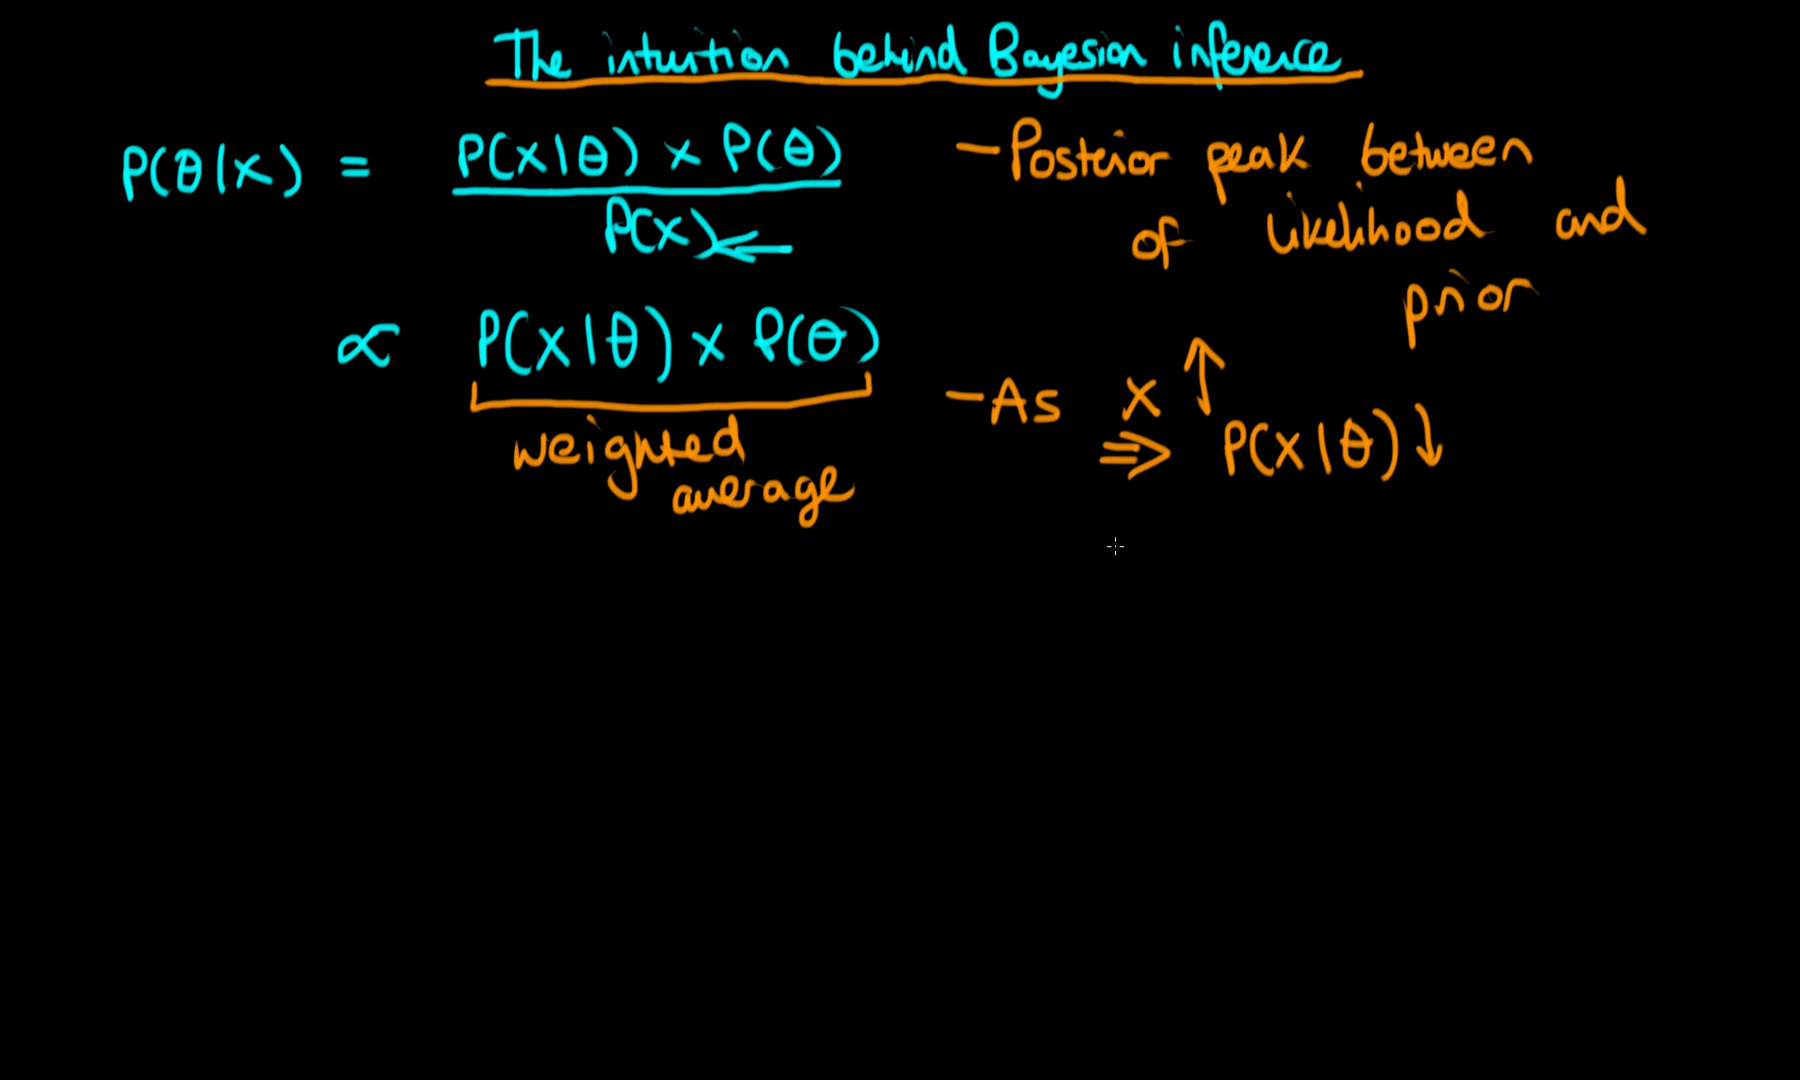 The intuition behind Bayesian inference
P(θ|x) = P(X|θ) × P(θ)
P(x) ←
∝ P(X|θ) × P(θ)
weighted
average
- Posterior peak between
of likelihood and
prior
- As X ↑
⇒ P(X|θ) ↓